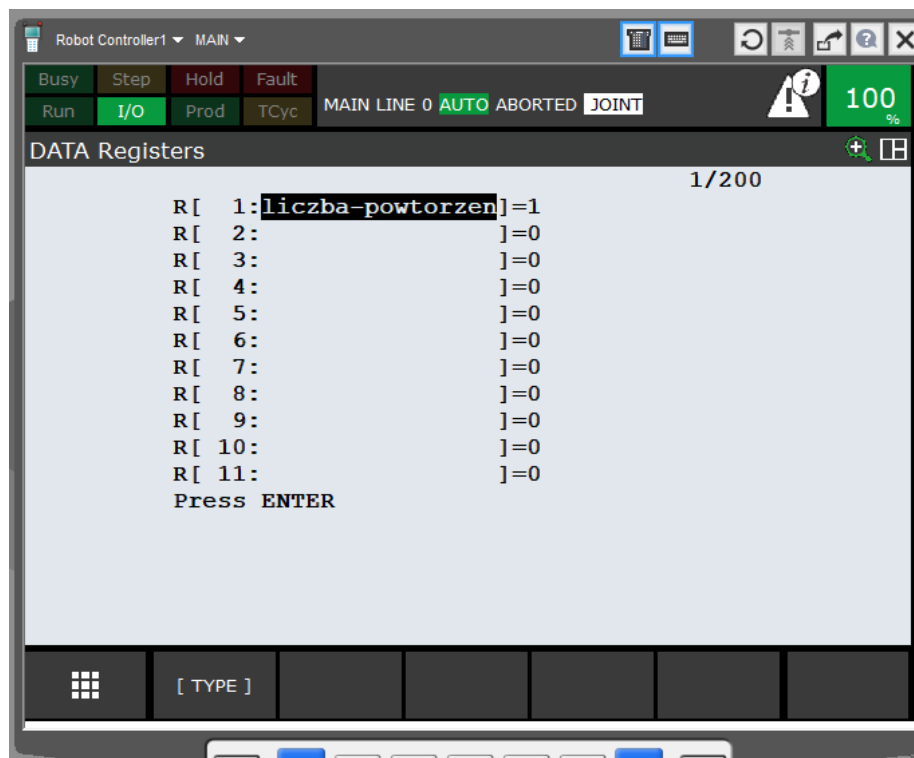 Robot Controller1 MAIN
Busy Step Hold Fault
Run I/O Prod TCyc
MAIN LINE 0 AUTO ABORTED JOINT
100
%
DATA Registers
1/200
R[ 1:liczba-powtorzen]=1
R[ 2: ]=0
R[ 3: ]=0
R[ 4: ]=0
R[ 5: ]=0
R[ 6: ]=0
R[ 7: ]=0
R[ 8: ]=0
R[ 9: ]=0
R[ 10: ]=0
R[ 11: ]=0
Press ENTER
[ TYPE ]